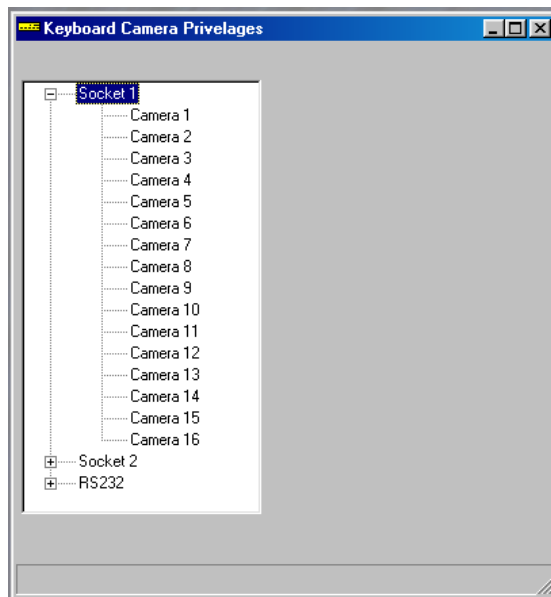 Keyboard Camera Privelages
Socket 1
Camera 1
Camera 2
Camera 3
Camera 4
Camera 5
Camera 6
Camera 7
Camera 8
Camera 9
Camera 10
Camera 11
Camera 12
Camera 13
Camera 14
Camera 15
Camera 16
Socket 2
RS232